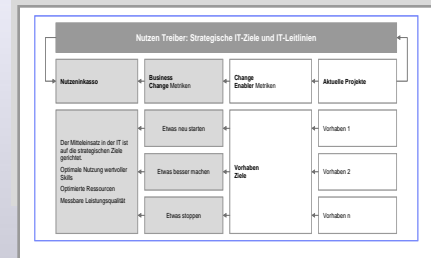 Nutzen Treiber: Strategische IT-Ziele und IT-Leitlinien
Nutzeninkasso
Business
Change Metriken
Change
Enabler Metriken
Aktuelle Projekte
Der Mitteleinsatz in der IT ist
auf die strategischen Ziele
gerichtet.
Optimale Nutzung wertvoller
Skills
Optimierte Ressourcen
Messbare Leistungsqualität
Etwas neu starten
Etwas besser machen
Etwas stoppen
Vorhaben
Ziele
Vorhaben 1
Vorhaben 2
Vorhaben n